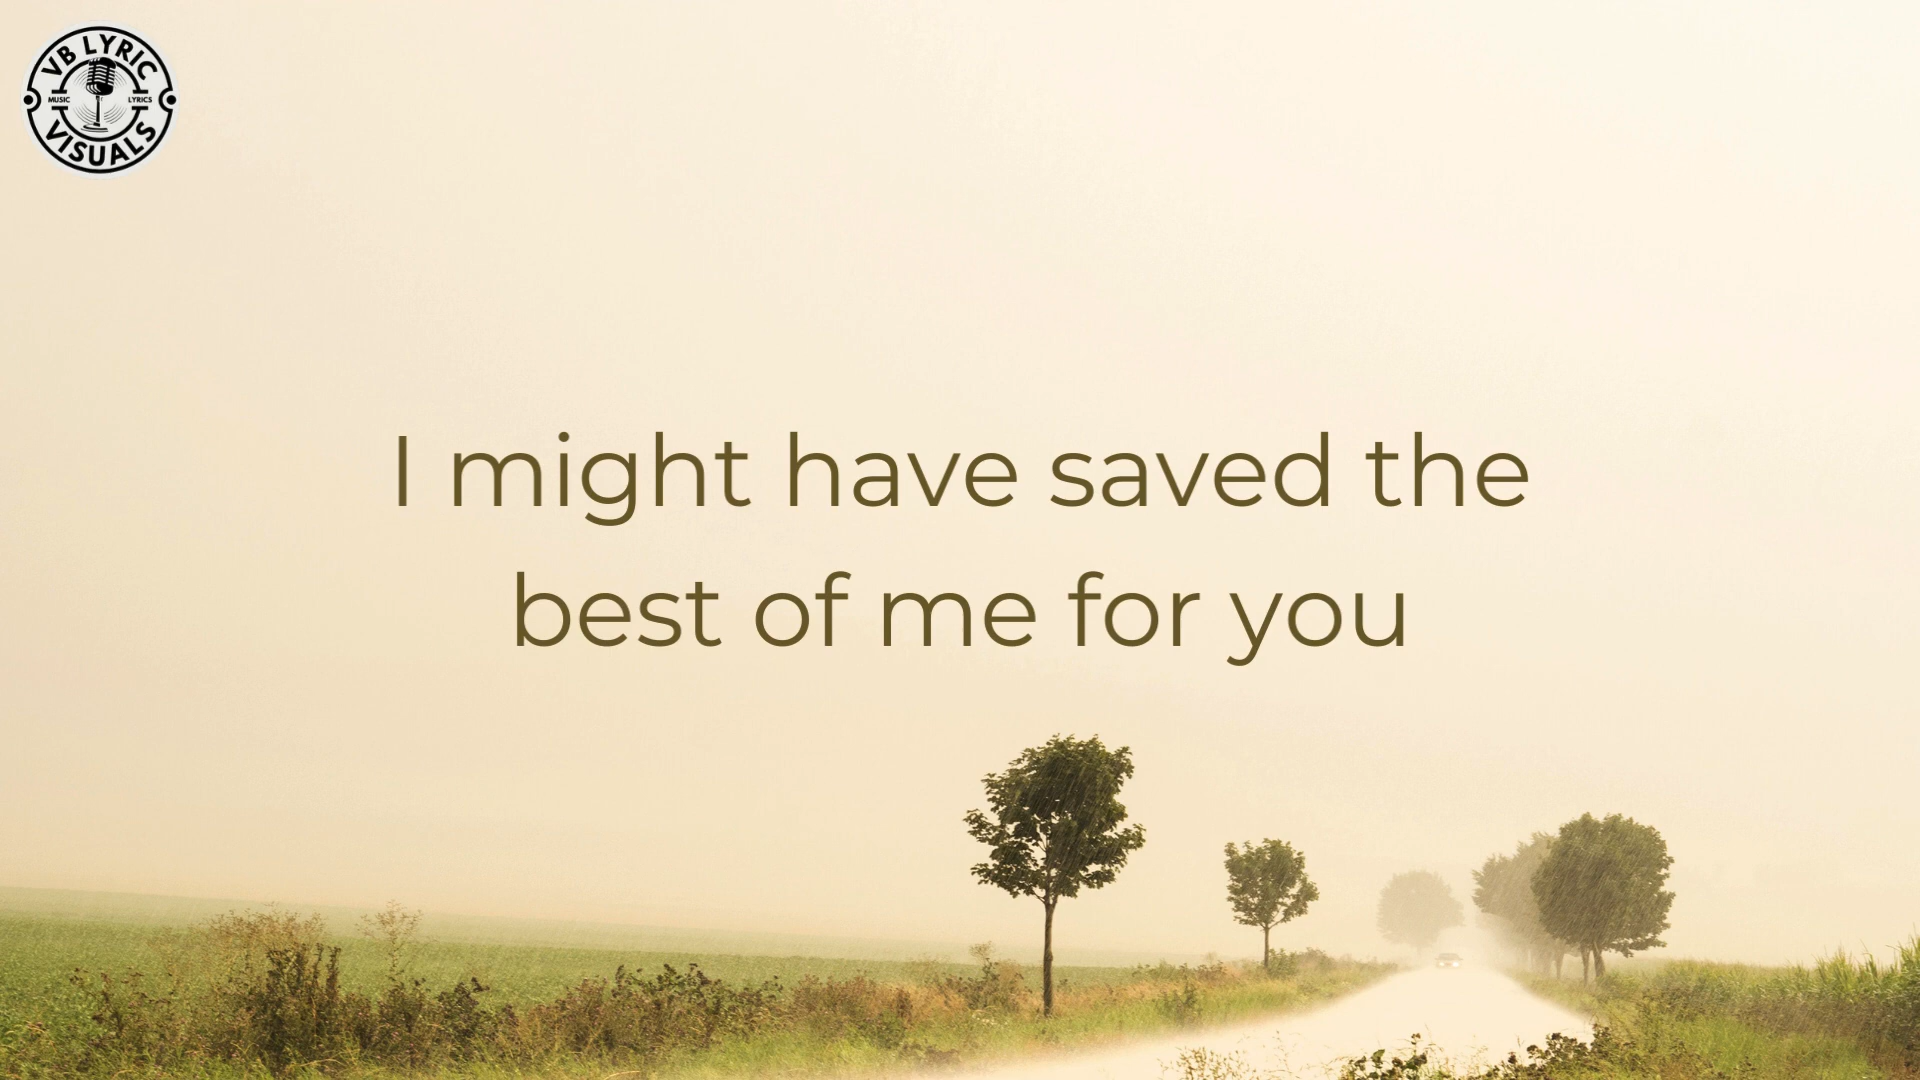 VB LYRIC
MUSIC LYRICS
VISUALS
I might have saved the
best of me for you